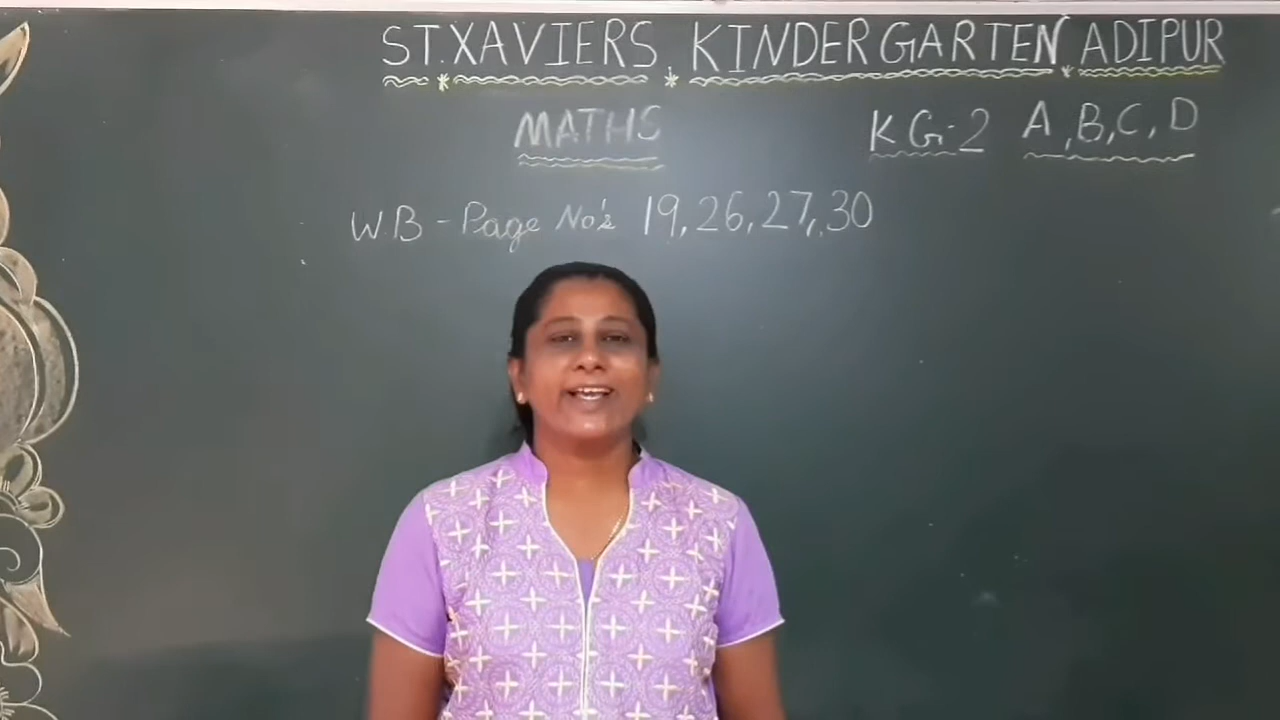 ST.XAVIERS, KINDERGARTEN ADIPUR
MATHS KG-2 A,B,C,D
W.B - Page No's 19,26,27,30